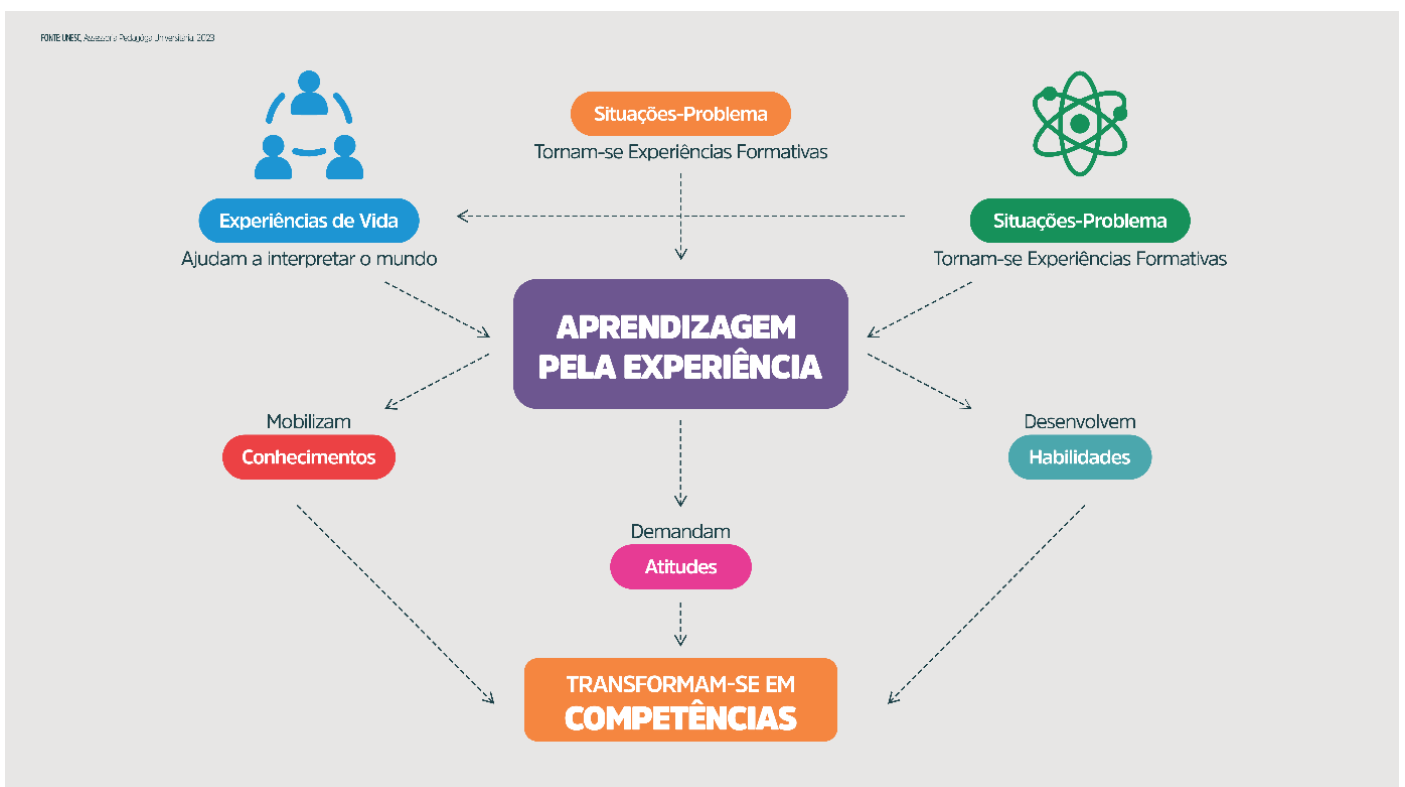 FONTE: UNESC, Assessoria Pedagóga Universitária, 2023
Situações-Problema
Tornam-se Experiências Formativas
Experiências de Vida
Ajudam a interpretar o mundo
Situações-Problema
Tornam-se Experiências Formativas
APRENDIZAGEM
PELA EXPERIÊNCIA
Mobilizam
Conhecimentos
Desenvolvem
Habilidades
Demandam
Atitudes
TRANSFORMAM-SE EM
COMPETÊNCIAS